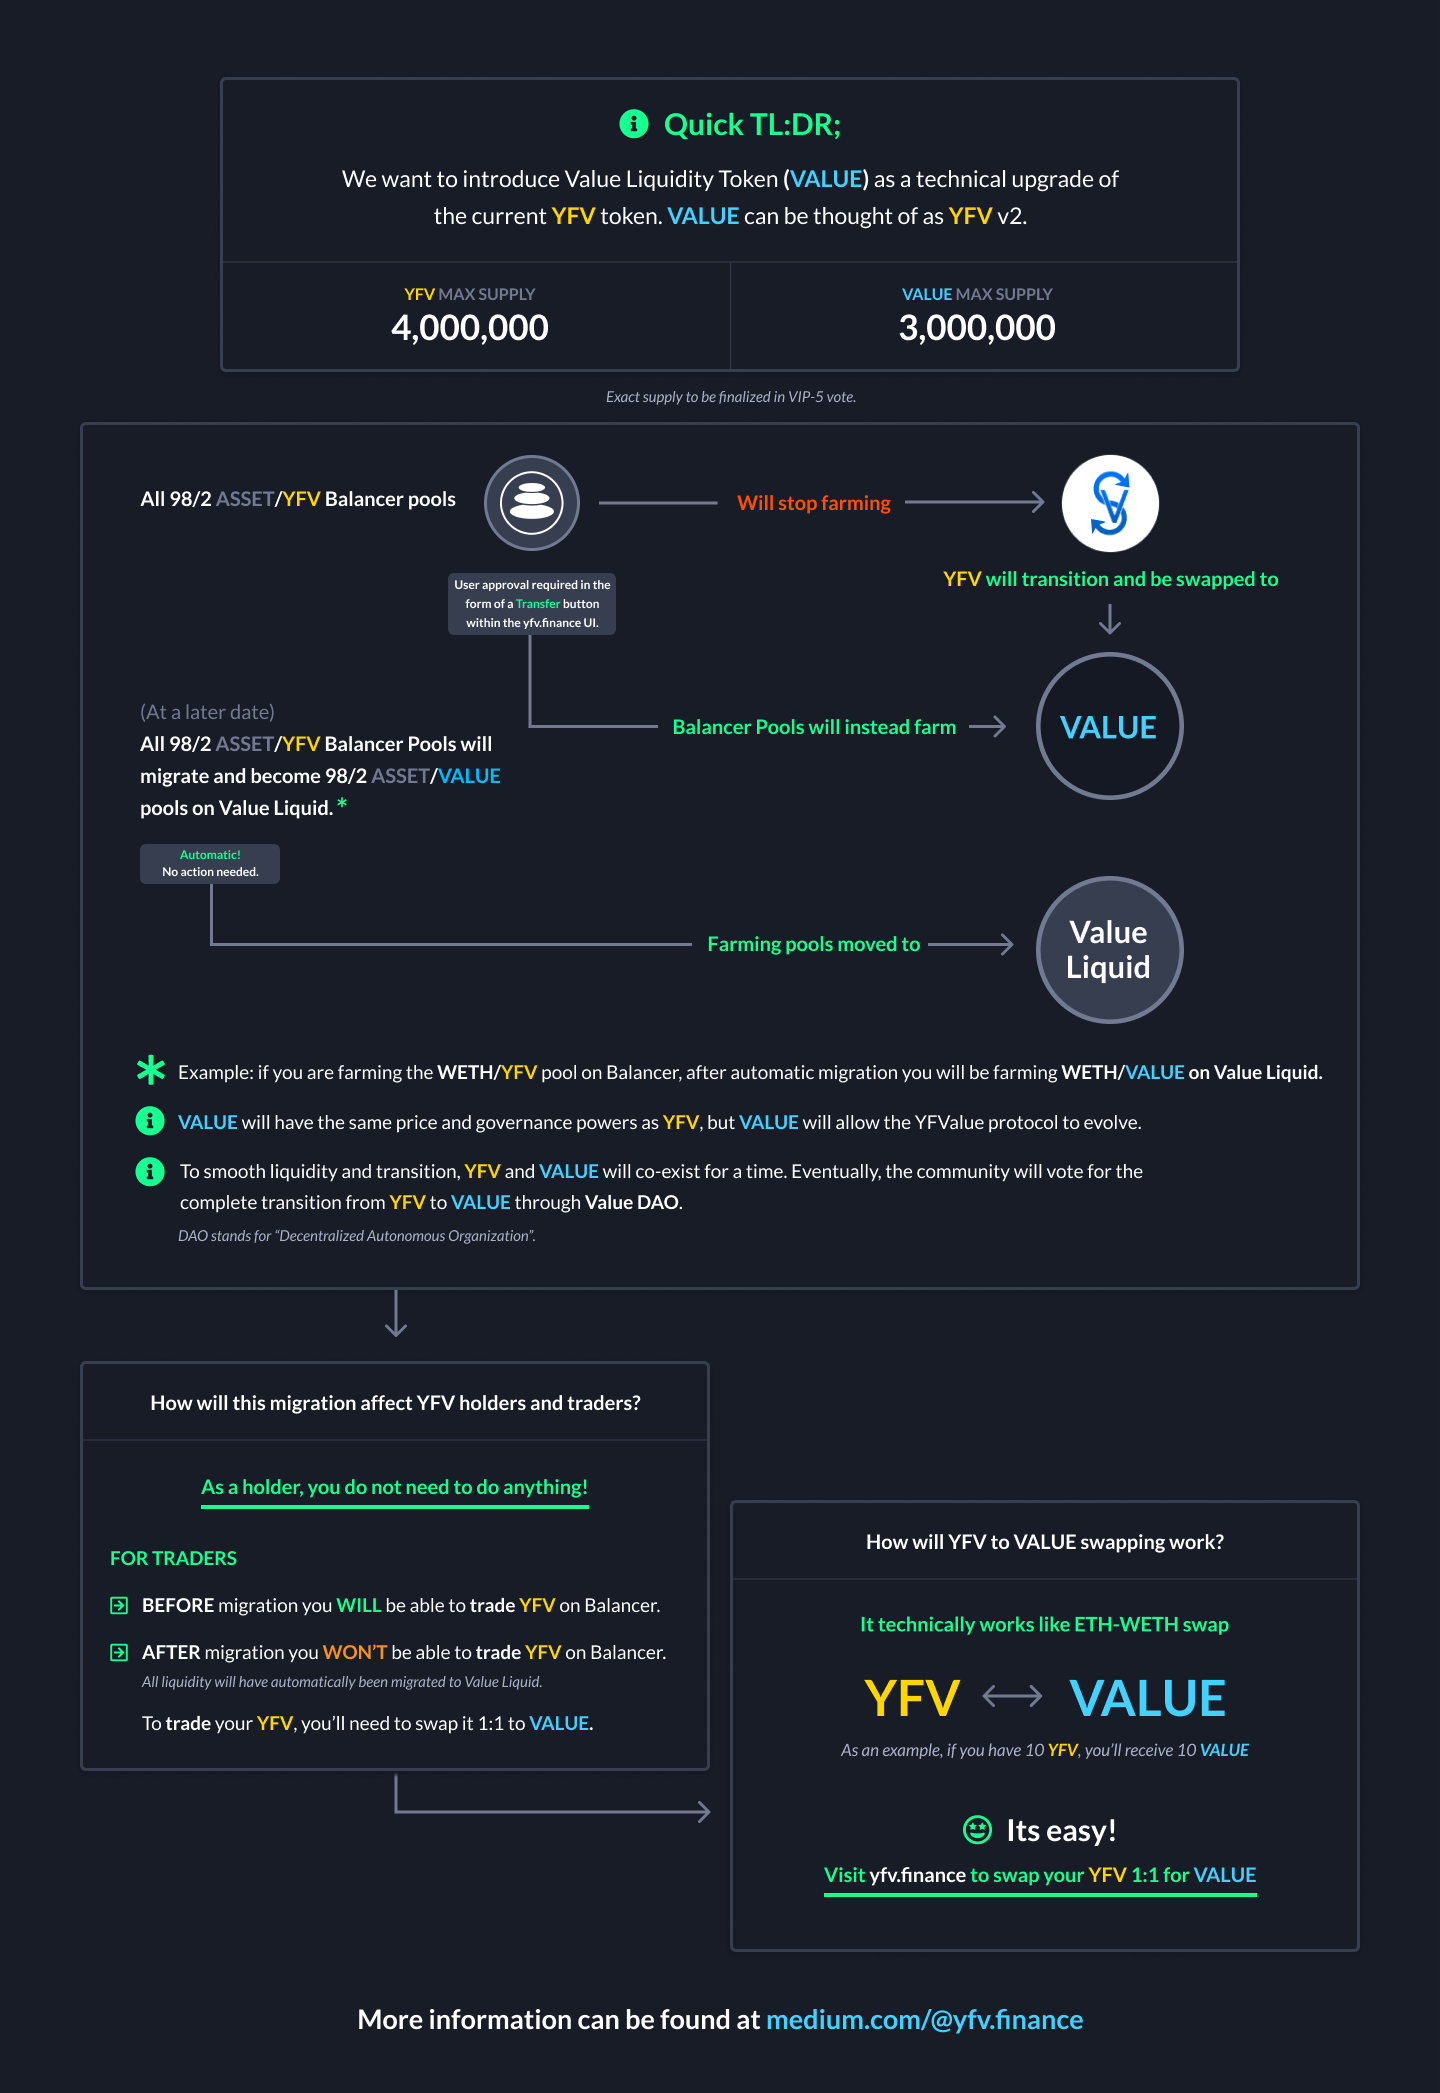 Quick TL:DR;
We want to introduce Value Liquidity Token (VALUE) as a technical upgrade of
the current YFV token. VALUE can be thought of as YFV v2.
YFV MAX SUPPLY
4,000,000
VALUE MAX SUPPLY
3,000,000
Exact supply to be finalized in VIP-5 vote.
All 98/2 ASSET/YFV Balancer pools
Will stop farming
YFV will transition and be swapped to
User approval required in the
form of a Transfer button
within the yfv.finance UI.
Balancer Pools will instead farm
VALUE
(At a later date)
All 98/2 ASSET/YFV Balancer Pools will
migrate and become 98/2 ASSET/VALUE
pools on Value Liquid. *
Automatic!
No action needed.
Farming pools moved to
Value
Liquid
* Example: if you are farming the WETH/YFV pool on Balancer, after automatic migration you will be farming WETH/VALUE on Value Liquid.
VALUE will have the same price and governance powers as YFV, but VALUE will allow the YFValue protocol to evolve.
To smooth liquidity and transition, YFV and VALUE will co-exist for a time. Eventually, the community will vote for the
complete transition from YFV to VALUE through Value DAO.
DAO stands for “Decentralized Autonomous Organization”.
How will this migration affect YFV holders and traders?
As a holder, you do not need to do anything!
FOR TRADERS
BEFORE migration you WILL be able to trade YFV on Balancer.
AFTER migration you WON’T be able to trade YFV on Balancer.
All liquidity will have automatically been migrated to Value Liquid.
To trade your YFV, you’ll need to swap it 1:1 to VALUE.
How will YFV to VALUE swapping work?
It technically works like ETH-WETH swap
YFV VALUE
As an example, if you have 10 YFV, you’ll receive 10 VALUE
Its easy!
Visit yfv.finance to swap your YFV 1:1 for VALUE
More information can be found at medium.com/@yfv.finance